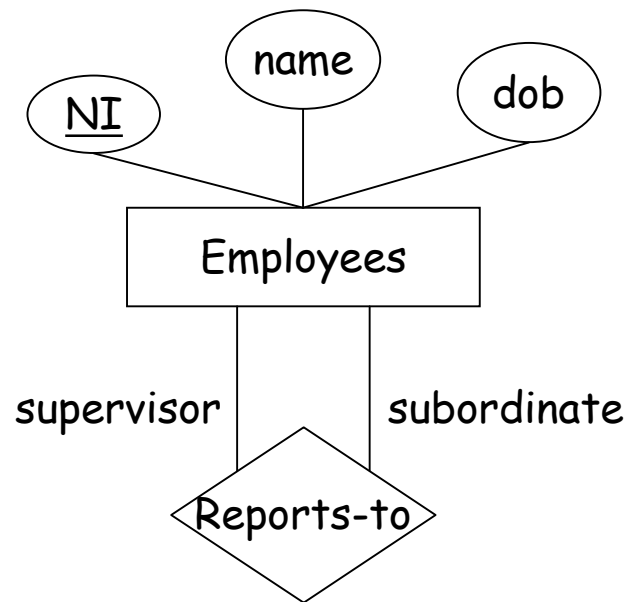 name
NI
dob
Employees
supervisor
subordinate
Reports-to